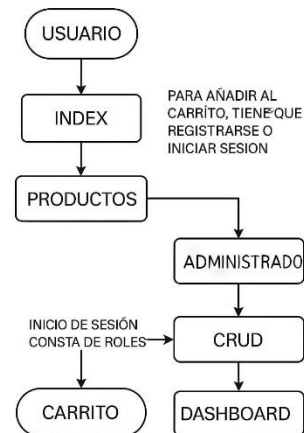 USUARIO
INDEX
PARA AÑADIR AL
CARRÍTO, TIENE QUE
REGISTRARSE O
INICIAR SESION
PRODUCTOS
ADMINISTRADO
INICIO DE SESIÓN
CONSTA DE ROLES
CRUD
CARRITO
DASHBOARD